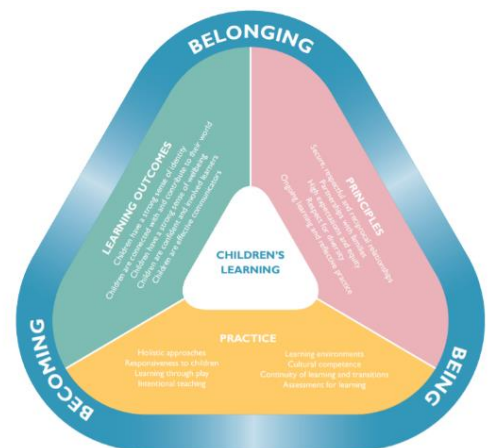 BELONGING
LEARNING OUTCOMES
Children have a strong sense of identity
Children are connected with and contribute to their world
Children have a strong sense of wellbeing
Children are confident and involved learners
Children are effective communicators
PRINCIPLES
Secure, respectful and reciprocal relationships
Partnerships with families
High expectations and equity
Respect for diversity
Ongoing learning and reflective practice
CHILDREN'S
LEARNING
PRACTICE
Holistic approaches
Responsiveness to children
Learning through play
Intentional teaching
Learning environments
Cultural competence
Continuity of learning and transitions
Assessment for learning
BECOMING
BEING